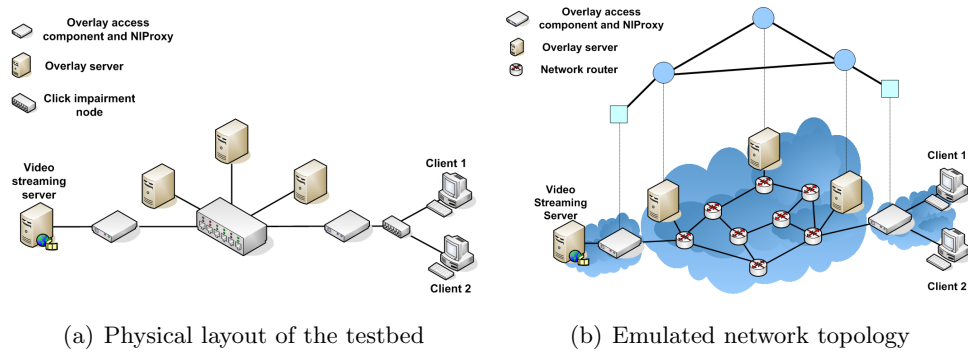 Overlay access
component and NIProxy
Overlay server
Click impairment
node
Video
streaming
server
Client 1
Client 2
(a) Physical layout of the testbed
Overlay access
component and NIProxy
Overlay server
Network router
Video
Streaming
Server
Client 1
Client 2
(b) Emulated network topology